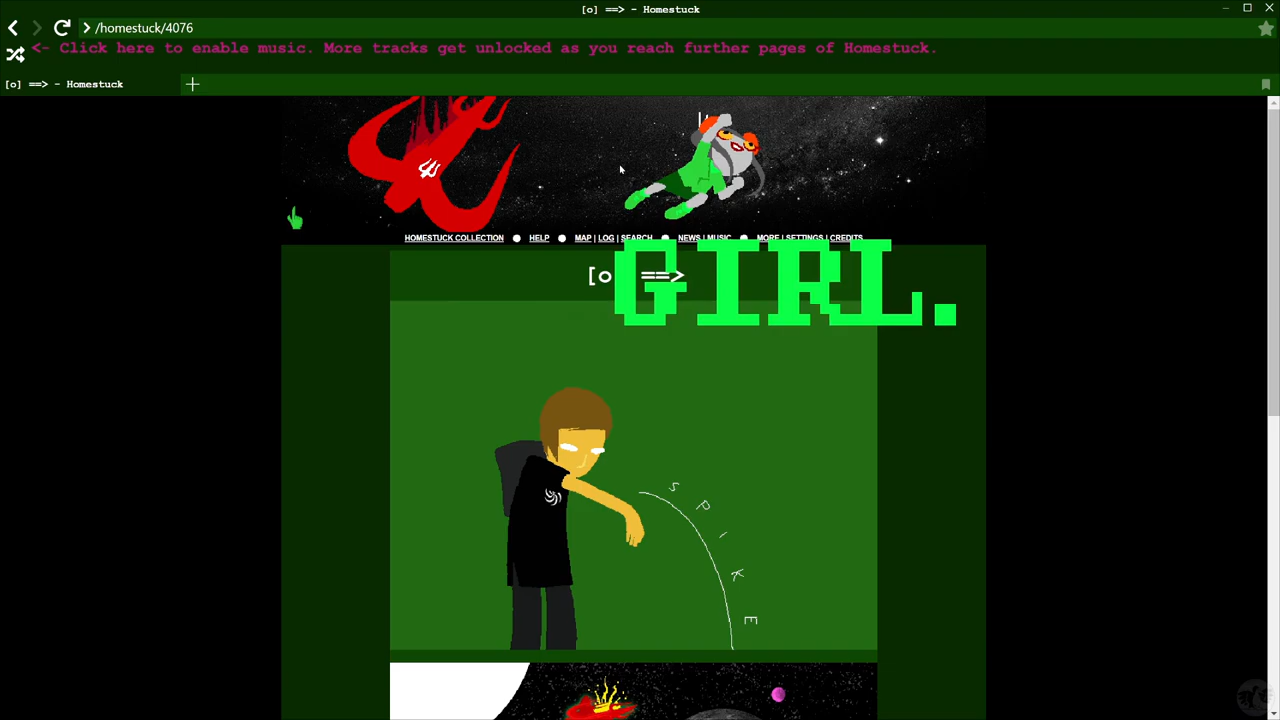 [o] ==> - Homestuck
/homestuck/4076
<- Click here to enable music. More tracks get unlocked as you reach further pages of Homestuck.
[o] ==> - Homestuck
HOMESTUCK COLLECTION HELP MAP | LOG | SEARCH NEWS | MUSIC MORE | SETTINGS | CREDITS
[o ==>
GIRL.
SPIKE